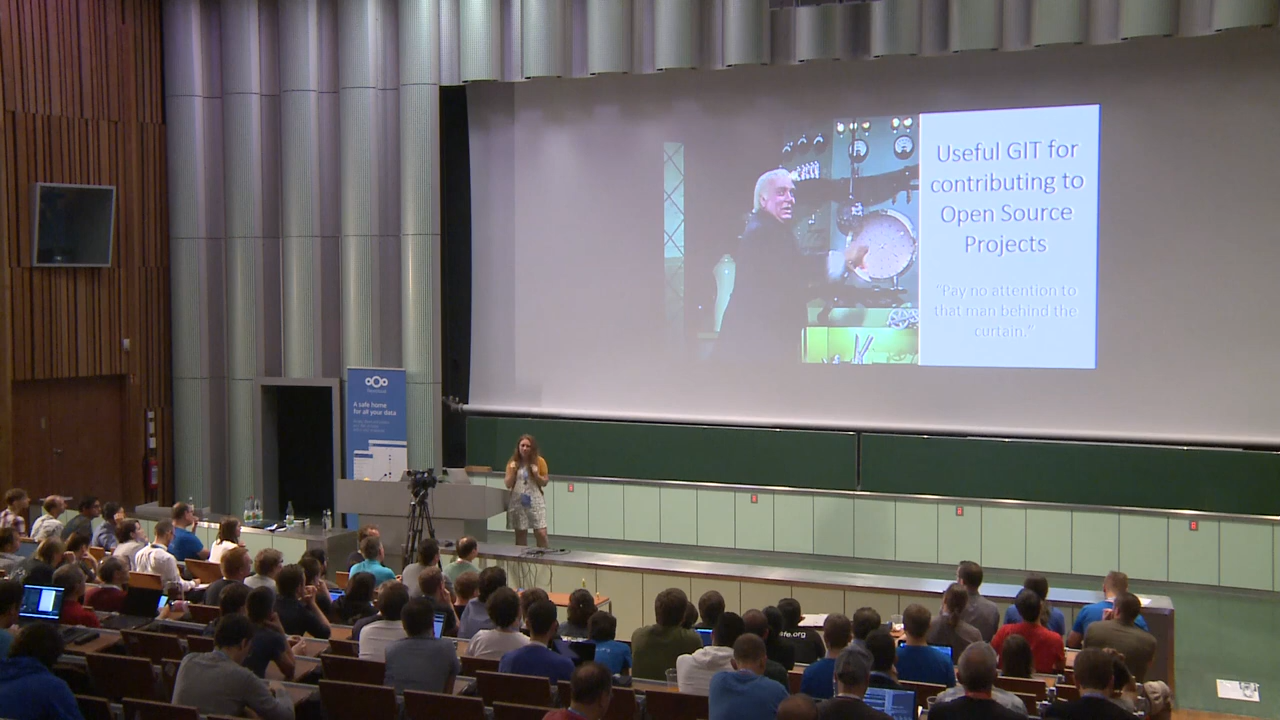 Useful GIT for
contributing to
Open Source
Projects
"Pay no attention to
that man behind the
curtain."
A safe home
for all your data